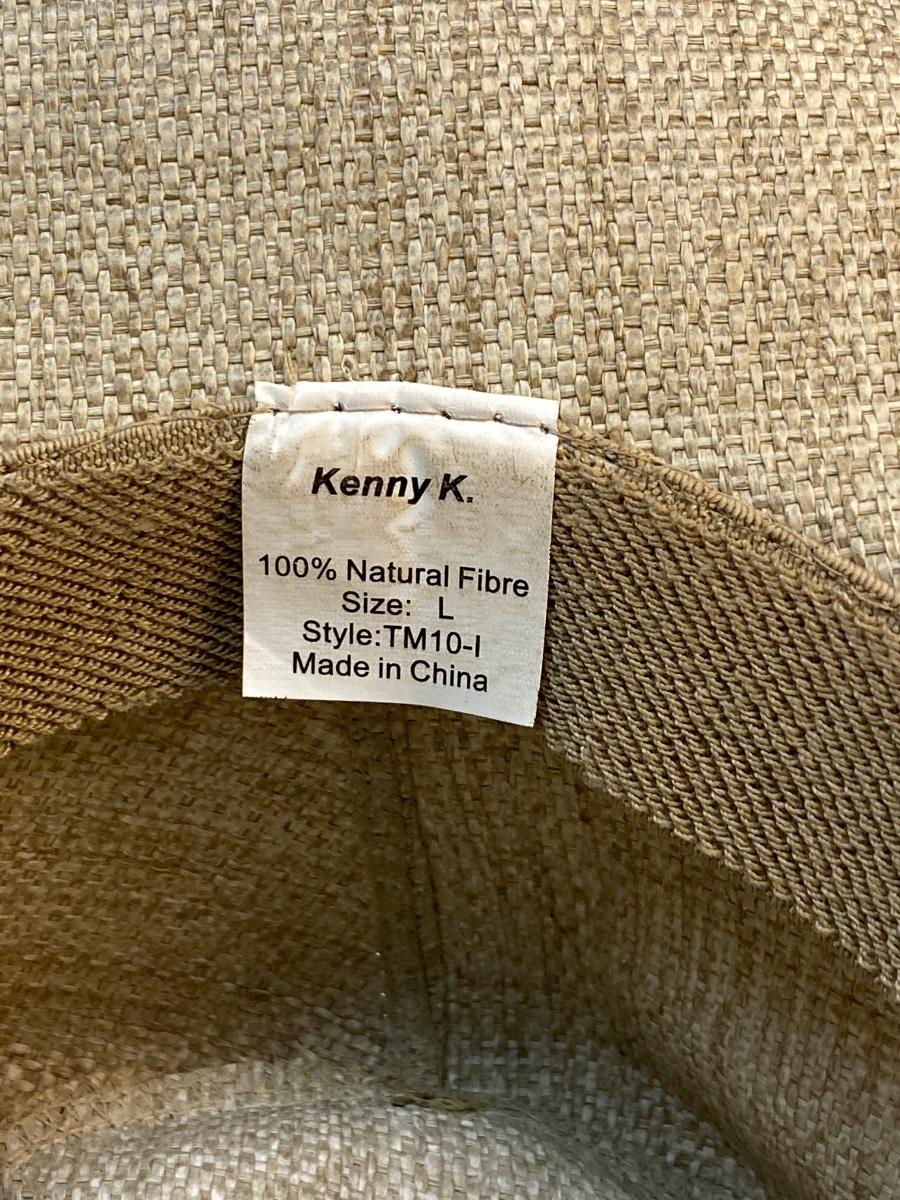 Kenny K.
100% Natural Fibre
Size: L
Style:TM10-I
Made in China